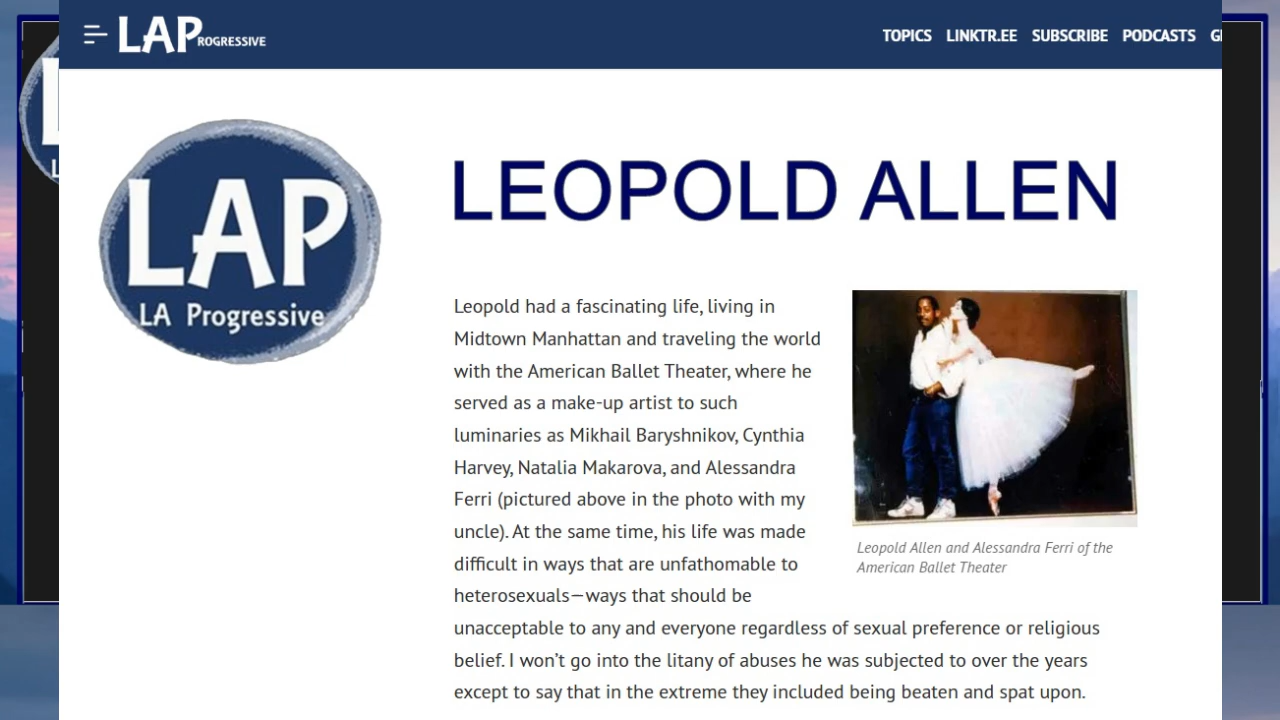 LAPROGRESSIVE
TOPICS LINKTR.EE SUBSCRIBE PODCASTS
LAP
LA Progressive
LEOPOLD ALLEN
Leopold had a fascinating life, living in
Midtown Manhattan and traveling the world
with the American Ballet Theater, where he
served as a make-up artist to such
luminaries as Mikhail Baryshnikov, Cynthia
Harvey, Natalia Makarova, and Alessandra
Ferri (pictured above in the photo with my
uncle). At the same time, his life was made
difficult in ways that are unfathomable to
heterosexuals—ways that should be
unacceptable to any and everyone regardless of sexual preference or religious
belief. I won’t go into the litany of abuses he was subjected to over the years
except to say that in the extreme they included being beaten and spat upon.
Leopold Allen and Alessandra Ferri of the
American Ballet Theater